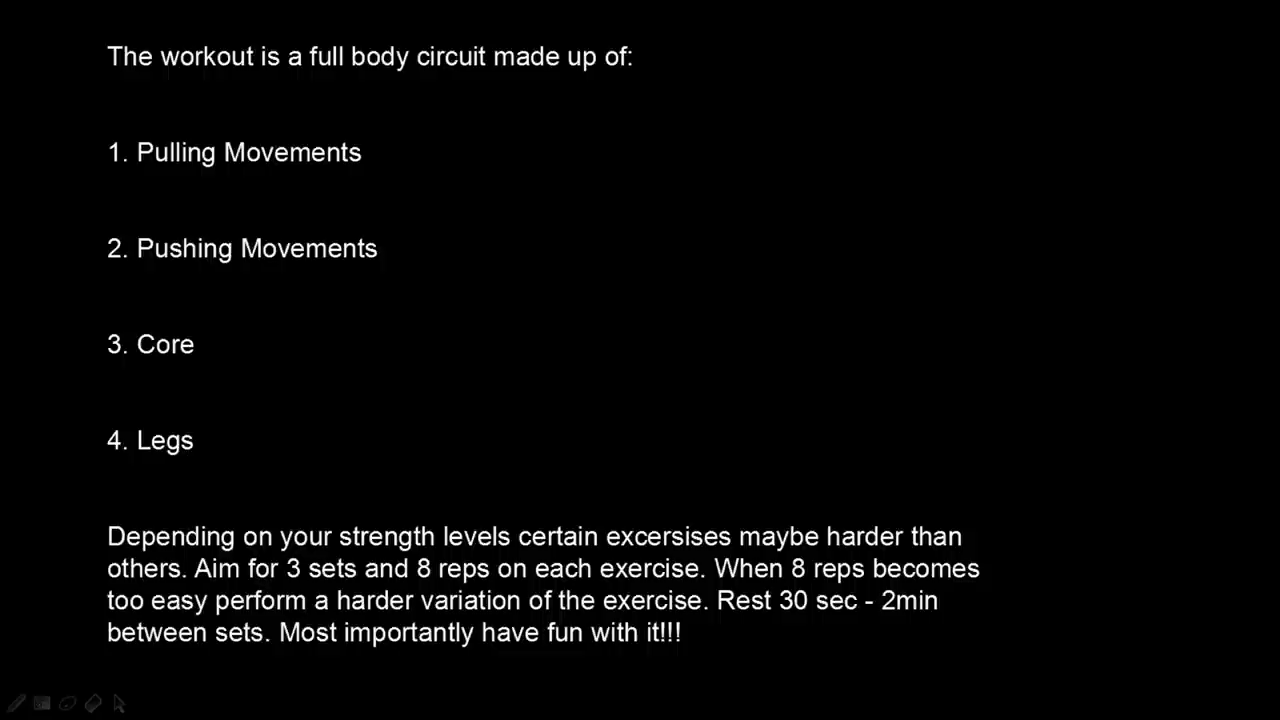 The workout is a full body circuit made up of:
1. Pulling Movements
2. Pushing Movements
3. Core
4. Legs
Depending on your strength levels certain excersises maybe harder than
others. Aim for 3 sets and 8 reps on each exercise. When 8 reps becomes
too easy perform a harder variation of the exercise. Rest 30 sec - 2min
between sets. Most importantly have fun with it!!!